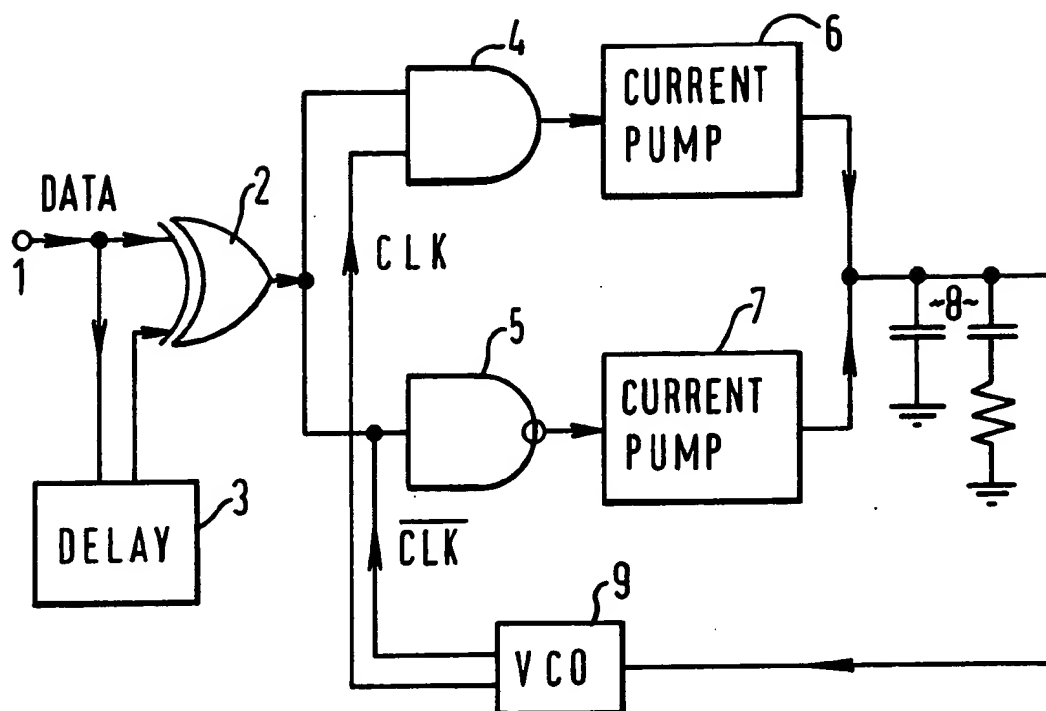 4
6
CURRENT
PUMP
DATA
2
1
CLK
7
~8~
5
CURRENT
PUMP
3
DELAY
CLK
9
VCO